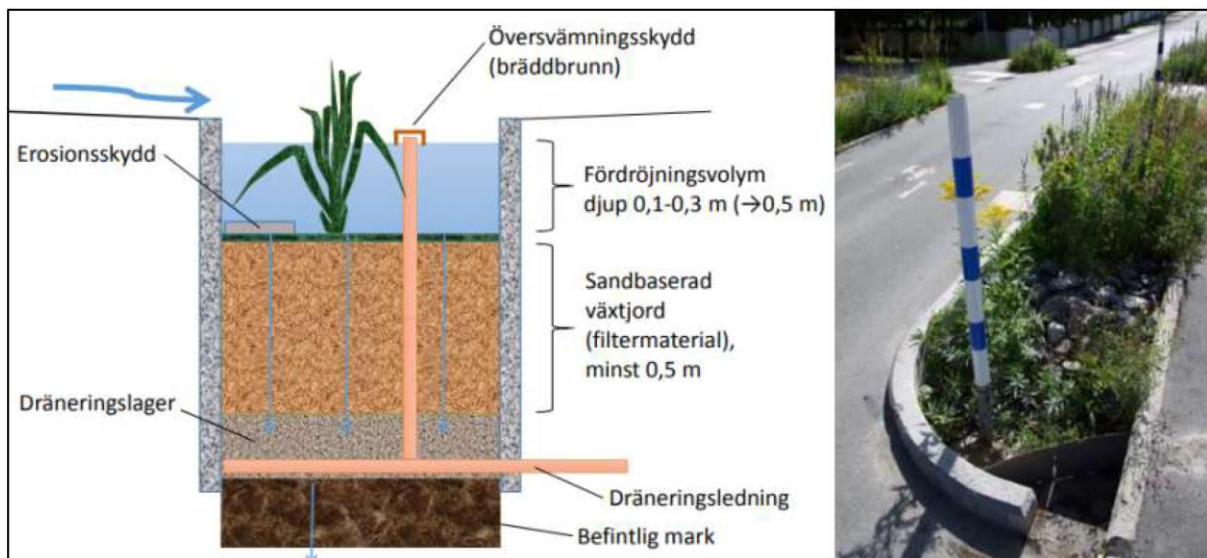 Översvämningsskydd
(bräddbrunn)
Erosionsskydd
Fördröjningsvolym
djup 0,1-0,3 m (→0,5 m)
Sandbaserad
växtjord
(filtermaterial),
minst 0,5 m
Dräneringslager
Dräneringsledning
Befintlig mark